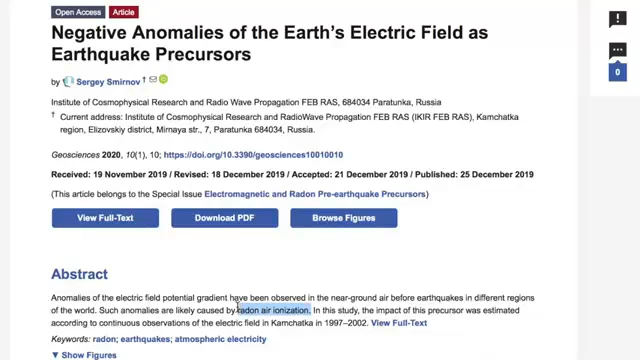 Open Access Article
Negative Anomalies of the Earth's Electric Field as
Earthquake Precursors
by Sergey Smirnov †
Institute of Cosmophysical Research and Radio Wave Propagation FEB RAS, 684034 Paratunka, Russia
† Current address: Institute of Cosmophysical Research and RadioWave Propagation FEB RAS (IKIR FEB RAS), Kamchatka
region, Elizovskiy district, Mirnaya str., 7, Paratunka 684034, Russia.
Geosciences 2020, 10(1), 10; https://doi.org/10.3390/geosciences10010010
Received: 19 November 2019 / Revised: 18 December 2019 / Accepted: 21 December 2019 / Published: 25 December 2019
(This article belongs to the Special Issue Electromagnetic and Radon Pre-earthquake Precursors)
View Full-Text Download PDF Browse Figures
Abstract
Anomalies of the electric field potential gradient have been observed in the near-ground air before earthquakes in different regions
of the world. Such anomalies are likely caused by radon air ionization. In this study, the impact of this precursor was estimated
according to continuous observations of the electric field in Kamchatka in 1997–2002. View Full-Text
Keywords: radon; earthquakes; atmospheric electricity
▼ Show Figures
0